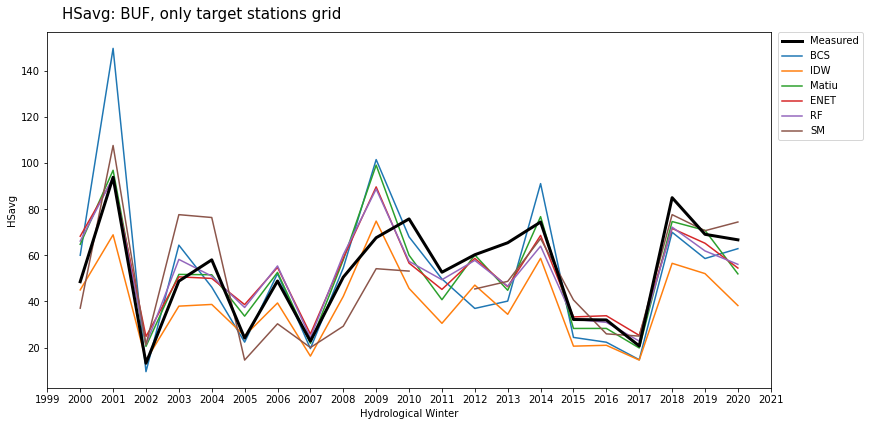 HSavg: BUF, only target stations grid
Measured
BCS
IDW
Matiu
ENET
RF
SM
HSavg
140
120
100
80
60
40
20
1999 2000 2001 2002 2003 2004 2005 2006 2007 2008 2009 2010 2011 2012 2013 2014 2015 2016 2017 2018 2019 2020 2021
Hydrological Winter